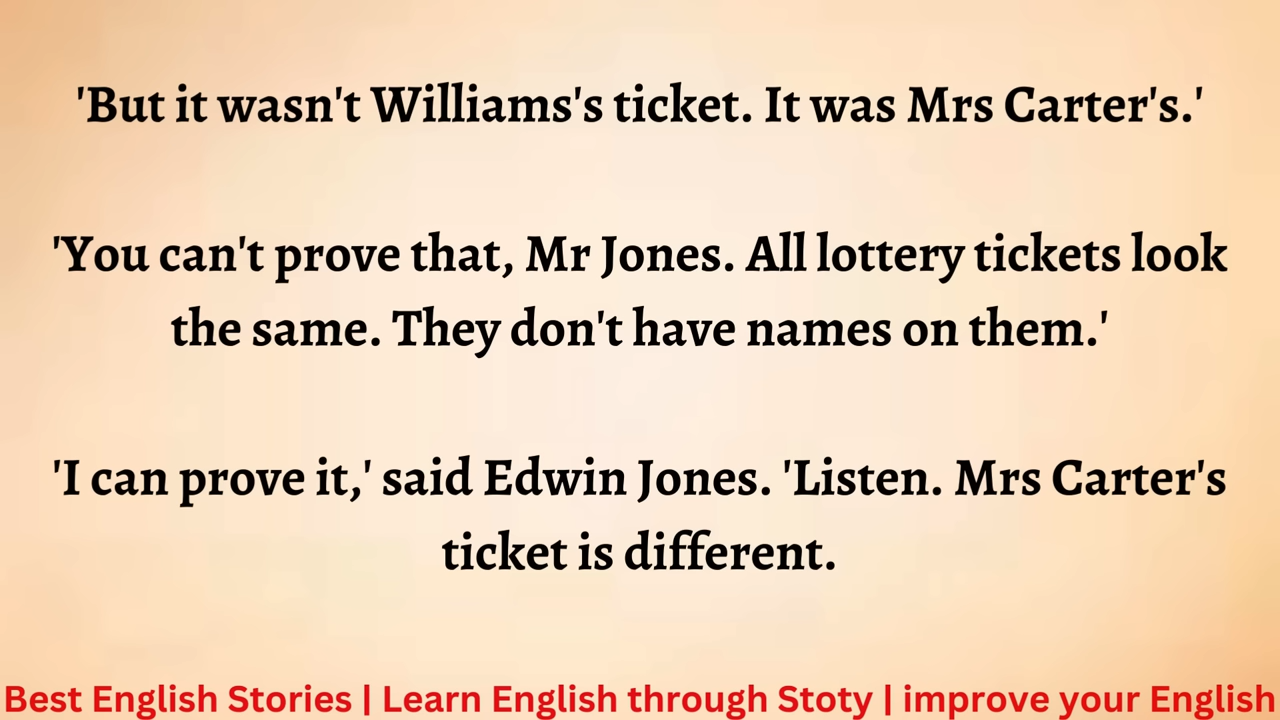 'But it wasn't Williams's ticket. It was Mrs Carter's.'
'You can't prove that, Mr Jones. All lottery tickets look
the same. They don't have names on them.'
'I can prove it,' said Edwin Jones. 'Listen. Mrs Carter's
ticket is different.
Best English Stories | Learn English through Stoty | improve your English